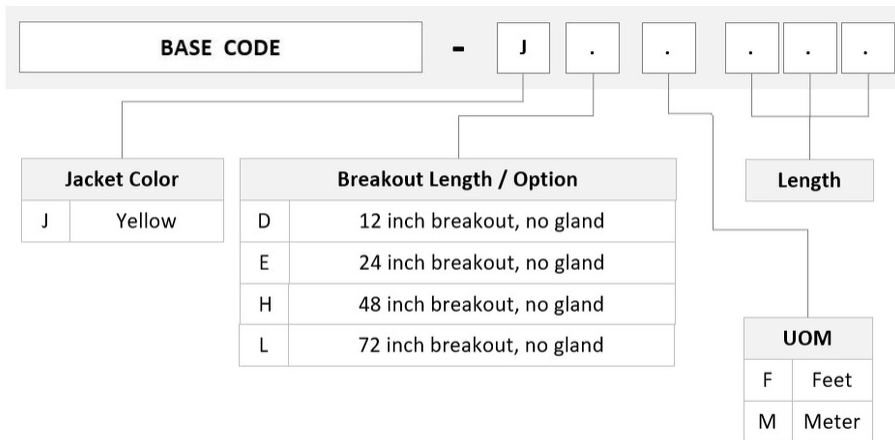 BASE CODE - J . . . . .
Jacket Color
J Yellow
Breakout Length / Option
D 12 inch breakout, no gland
E 24 inch breakout, no gland
H 48 inch breakout, no gland
L 72 inch breakout, no gland
Length
UOM
F Feet
M Meter